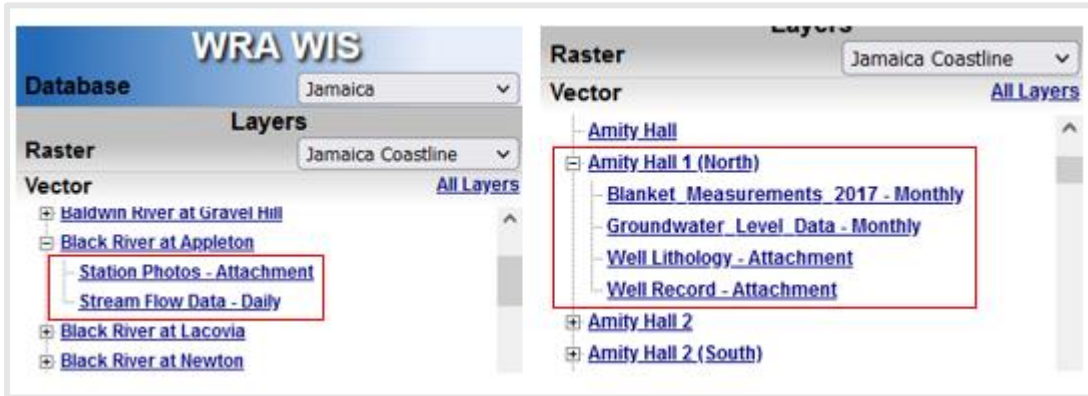 WRA WIS
Database
Jamaica
Layers
Raster
Jamaica Coastline
Vector
All Layers
Baldwin River at Gravel Hill
Black River at Appleton
Station Photos - Attachment
Stream Flow Data - Daily
Black River at Lacovia
Black River at Newton
Layers
Raster
Jamaica Coastline
Vector
All Layers
Amity Hall
Amity Hall 1 (North)
Blanket_Measurements_2017 - Monthly
Groundwater_Level_Data - Monthly
Well Lithology - Attachment
Well Record - Attachment
Amity Hall 2
Amity Hall 2 (South)